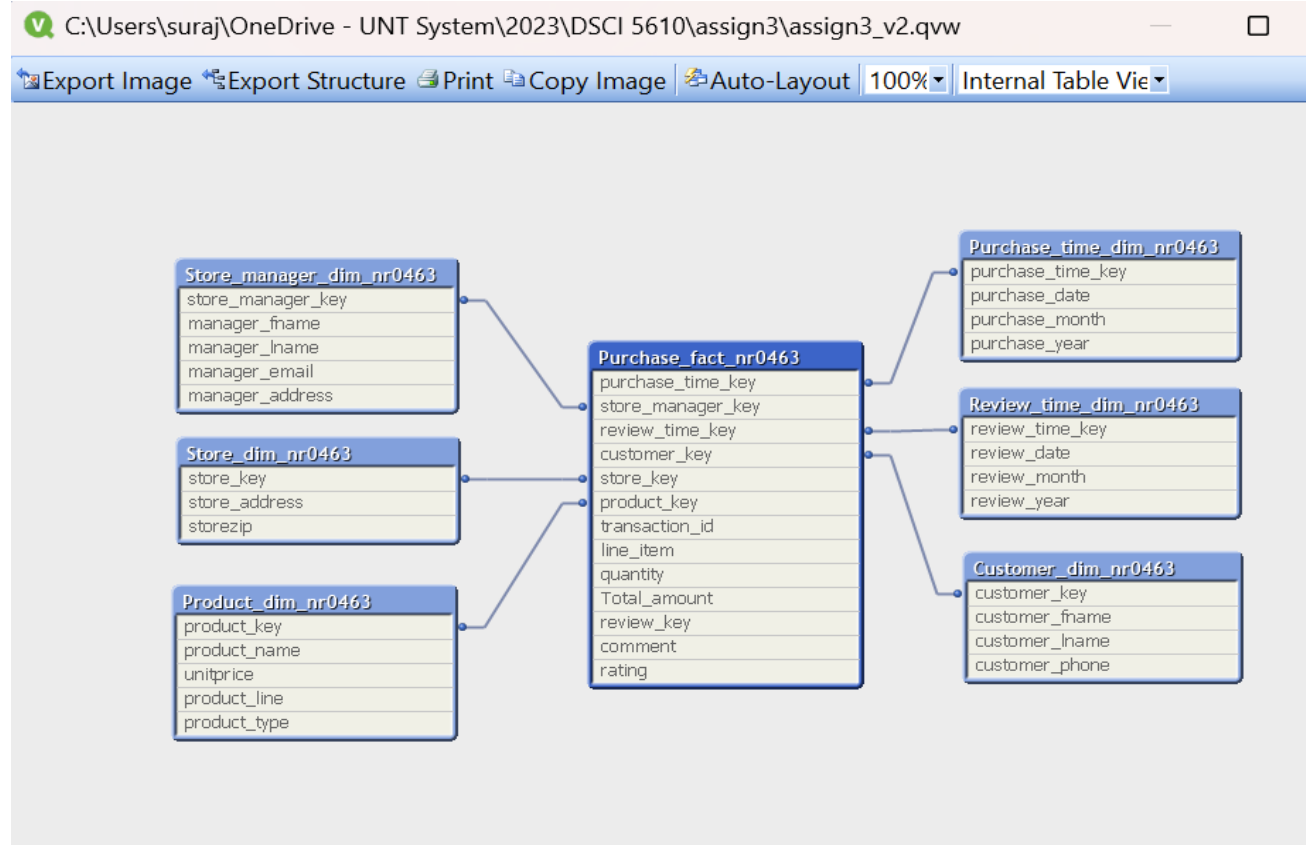 C:\Users\suraj\OneDrive - UNT System\2023\DSCI 5610\assign3\assign3_v2.qvw
Export Image Export Structure Print Copy Image Auto-Layout 100% Internal Table Vie
Store_manager_dim_nr0463
store_manager_key
manager_fname
manager_lname
manager_email
manager_address
Store_dim_nr0463
store_key
store_address
storezip
Product_dim_nr0463
product_key
product_name
unitprice
product_line
product_type
Purchase_fact_nr0463
purchase_time_key
store_manager_key
review_time_key
customer_key
store_key
product_key
transaction_id
line_item
quantity
Total_amount
review_key
comment
rating
Purchase_time_dim_nr0463
purchase_time_key
purchase_date
purchase_month
purchase_year
Review_time_dim_nr0463
review_time_key
review_date
review_month
review_year
Customer_dim_nr0463
customer_key
customer_fname
customer_lname
customer_phone